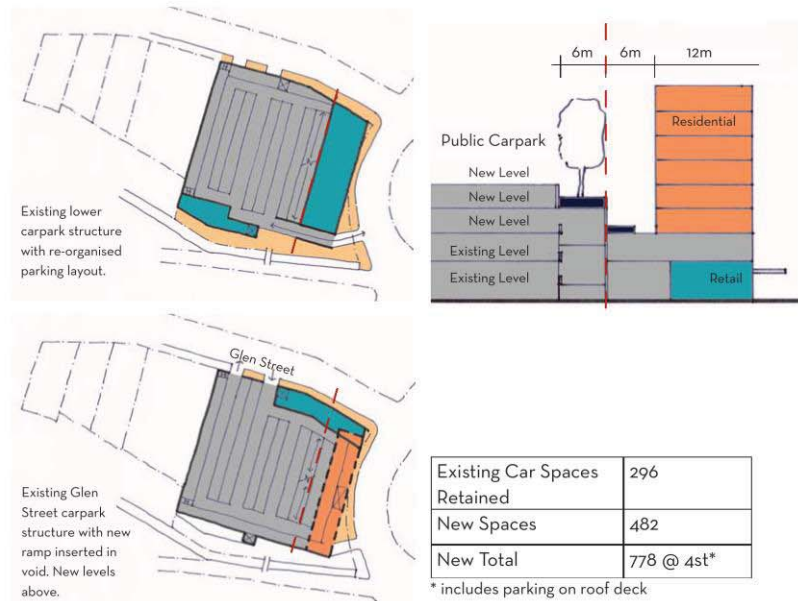 Existing lower
carpark structure
with re-organised
parking layout.
6m
6m
12m
Public Carpark
Residential
New Level
New Level
New Level
Existing Level
Existing Level
Retail
Glen Street
Existing Glen
Street carpark
structure with new
ramp inserted in
void. New levels
above.
Existing Car Spaces
Retained
296
New Spaces
482
New Total
778 @ 4st*
* includes parking on roof deck